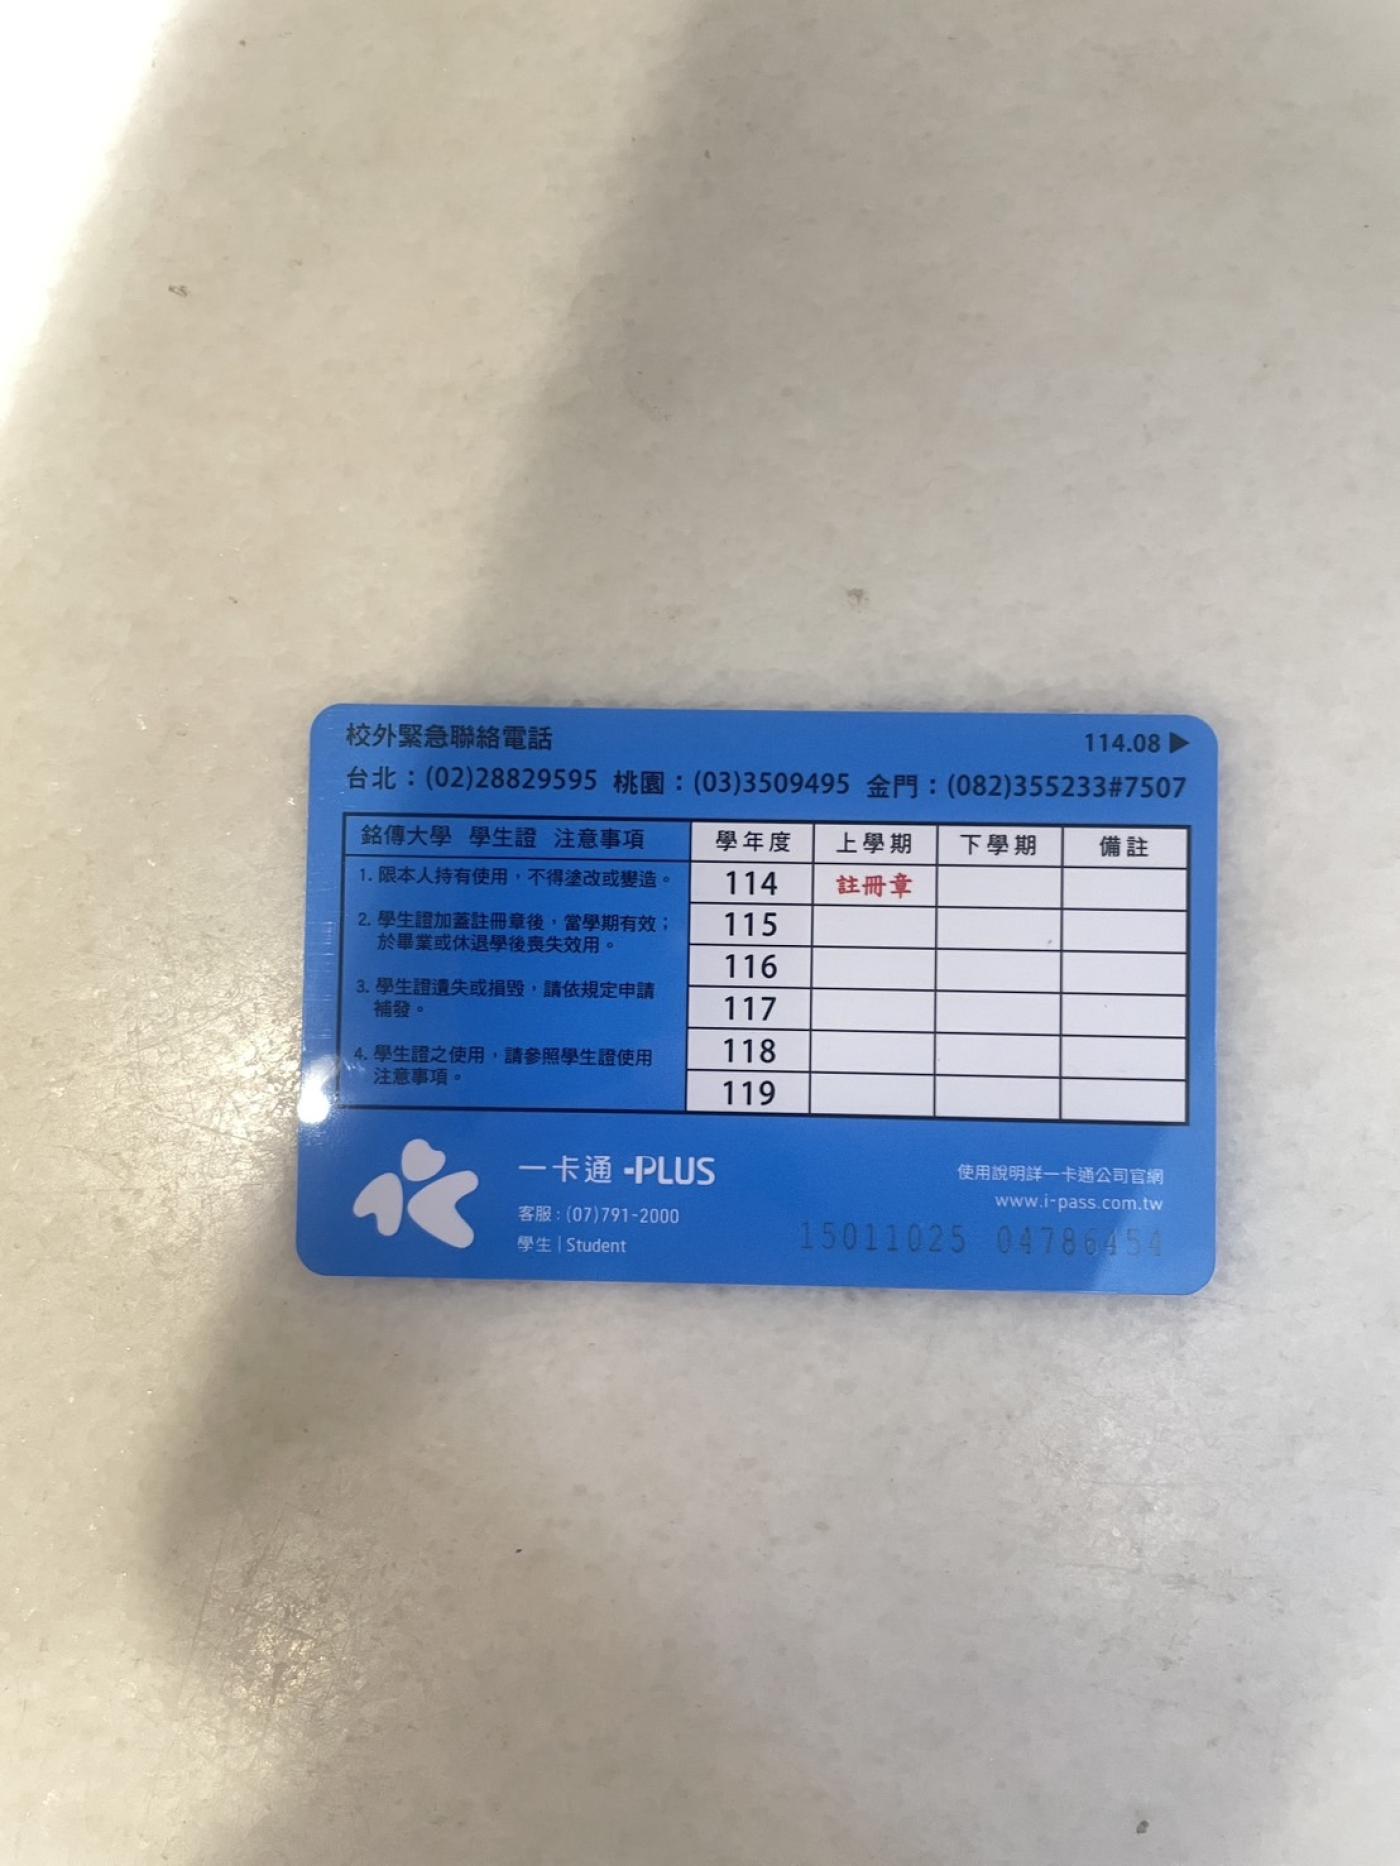 校外緊急聯絡電話 114.08 ▶
台北：(02)28829595 桃園：(03)3509495 金門：(082)355233#7507
銘傳大學 學生證 注意事項
1. 限本人持有使用，不得塗改或變造。
2. 學生證加蓋註冊章後，當學期有效；
於畢業或休退學後喪失效用。
3. 學生證遺失或損毀，請依規定申請
補發。
4. 學生證之使用，請參照學生證使用
注意事項。
學年度 上學期 下學期 備註
114 註冊章
115
116
117
118
119
一卡通 PLUS
客服：(07)791-2000
學生｜Student
使用說明詳一卡通公司官網
www.i-pass.com.tw
15011025 04786454